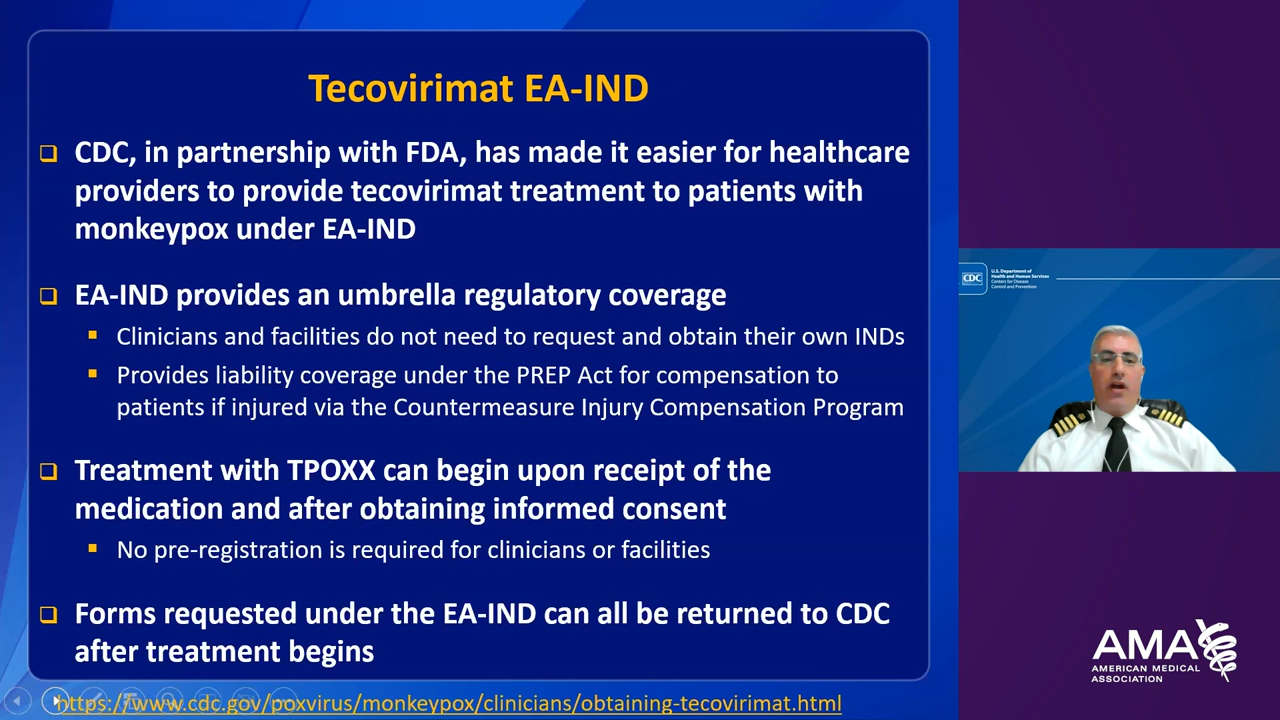 Tecovirimat EA-IND
CDC, in partnership with FDA, has made it easier for healthcare
providers to provide tecovirimat treatment to patients with
monkeypox under EA-IND
EA-IND provides an umbrella regulatory coverage
Clinicians and facilities do not need to request and obtain their own INDs
Provides liability coverage under the PREP Act for compensation to
patients if injured via the Countermeasure Injury Compensation Program
Treatment with TPOXX can begin upon receipt of the
medication and after obtaining informed consent
No pre-registration is required for clinicians or facilities
Forms requested under the EA-IND can all be returned to CDC
after treatment begins
https://www.cdc.gov/poxvirus/monkeypox/clinicians/obtaining-tecovirimat.html
CDC
U.S. Department of
Health and Human Services
Centers for Disease
Control and Prevention
AMA
AMERICAN MEDICAL
ASSOCIATION